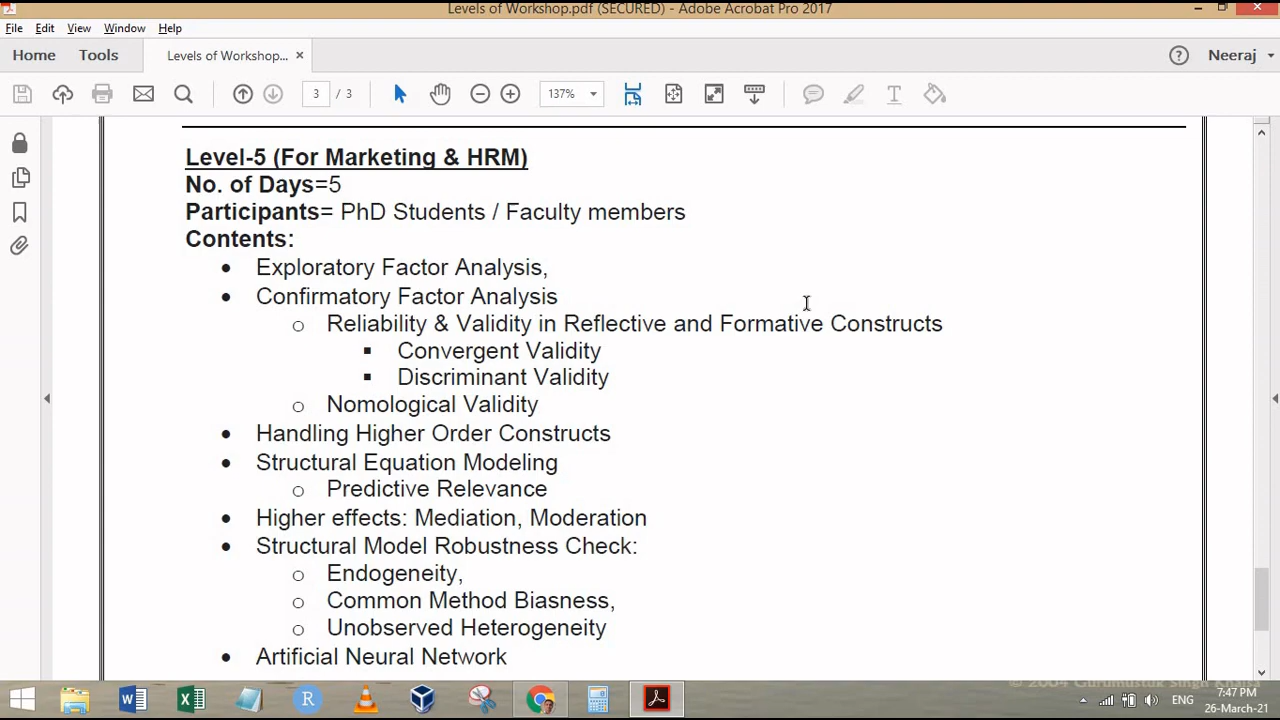 Levels of Workshop.pdf (SECURED) - Adobe Acrobat Pro 2017
File Edit View Window Help
Home Tools Levels of Workshop... × ? Neeraj
3 / 3 137%
Level-5 (For Marketing & HRM)
No. of Days=5
Participants= PhD Students / Faculty members
Contents:
• Exploratory Factor Analysis,
• Confirmatory Factor Analysis
o Reliability & Validity in Reflective and Formative Constructs
▪ Convergent Validity
▪ Discriminant Validity
o Nomological Validity
• Handling Higher Order Constructs
• Structural Equation Modeling
o Predictive Relevance
• Higher effects: Mediation, Moderation
• Structural Model Robustness Check:
o Endogeneity,
o Common Method Biasness,
o Unobserved Heterogeneity
• Artificial Neural Network
© 2004 Gurumustuk Singh Khalsa
ENG 7:47 PM
26-March-21